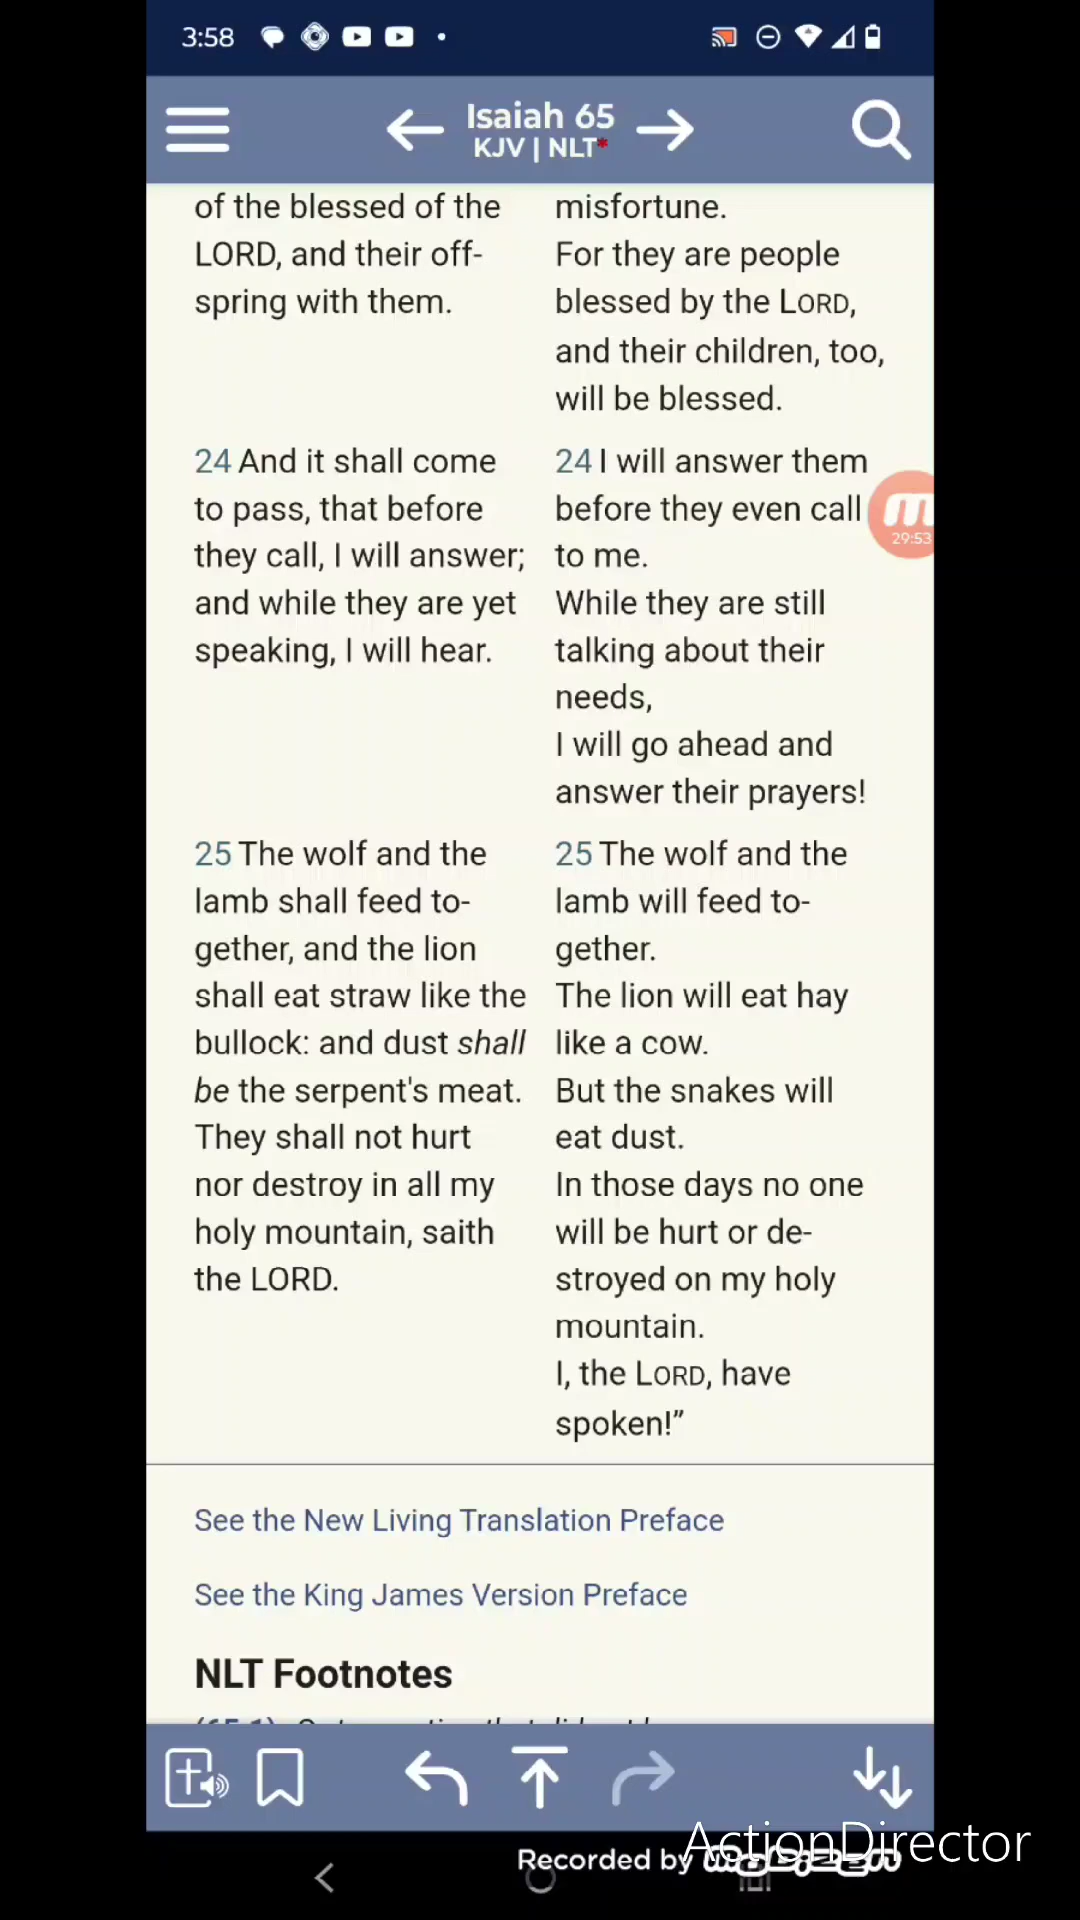 3:58
Isaiah 65
KJV | NLT*
of the blessed of the
LORD, and their off-
spring with them.
misfortune.
For they are people
blessed by the LORD,
and their children, too,
will be blessed.
24 And it shall come
to pass, that before
they call, I will answer;
and while they are yet
speaking, I will hear.
24 I will answer them
before they even call
to me.
While they are still
talking about their
needs,
I will go ahead and
answer their prayers!
29:53
25 The wolf and the
lamb shall feed to-
gether, and the lion
shall eat straw like the
bullock: and dust shall
be the serpent's meat.
They shall not hurt
nor destroy in all my
holy mountain, saith
the LORD.
25 The wolf and the
lamb will feed to-
gether.
The lion will eat hay
like a cow.
But the snakes will
eat dust.
In those days no one
will be hurt or de-
stroyed on my holy
mountain.
I, the LORD, have
spoken!”
See the New Living Translation Preface
See the King James Version Preface
NLT Footnotes
ActionDirector
Recorded by